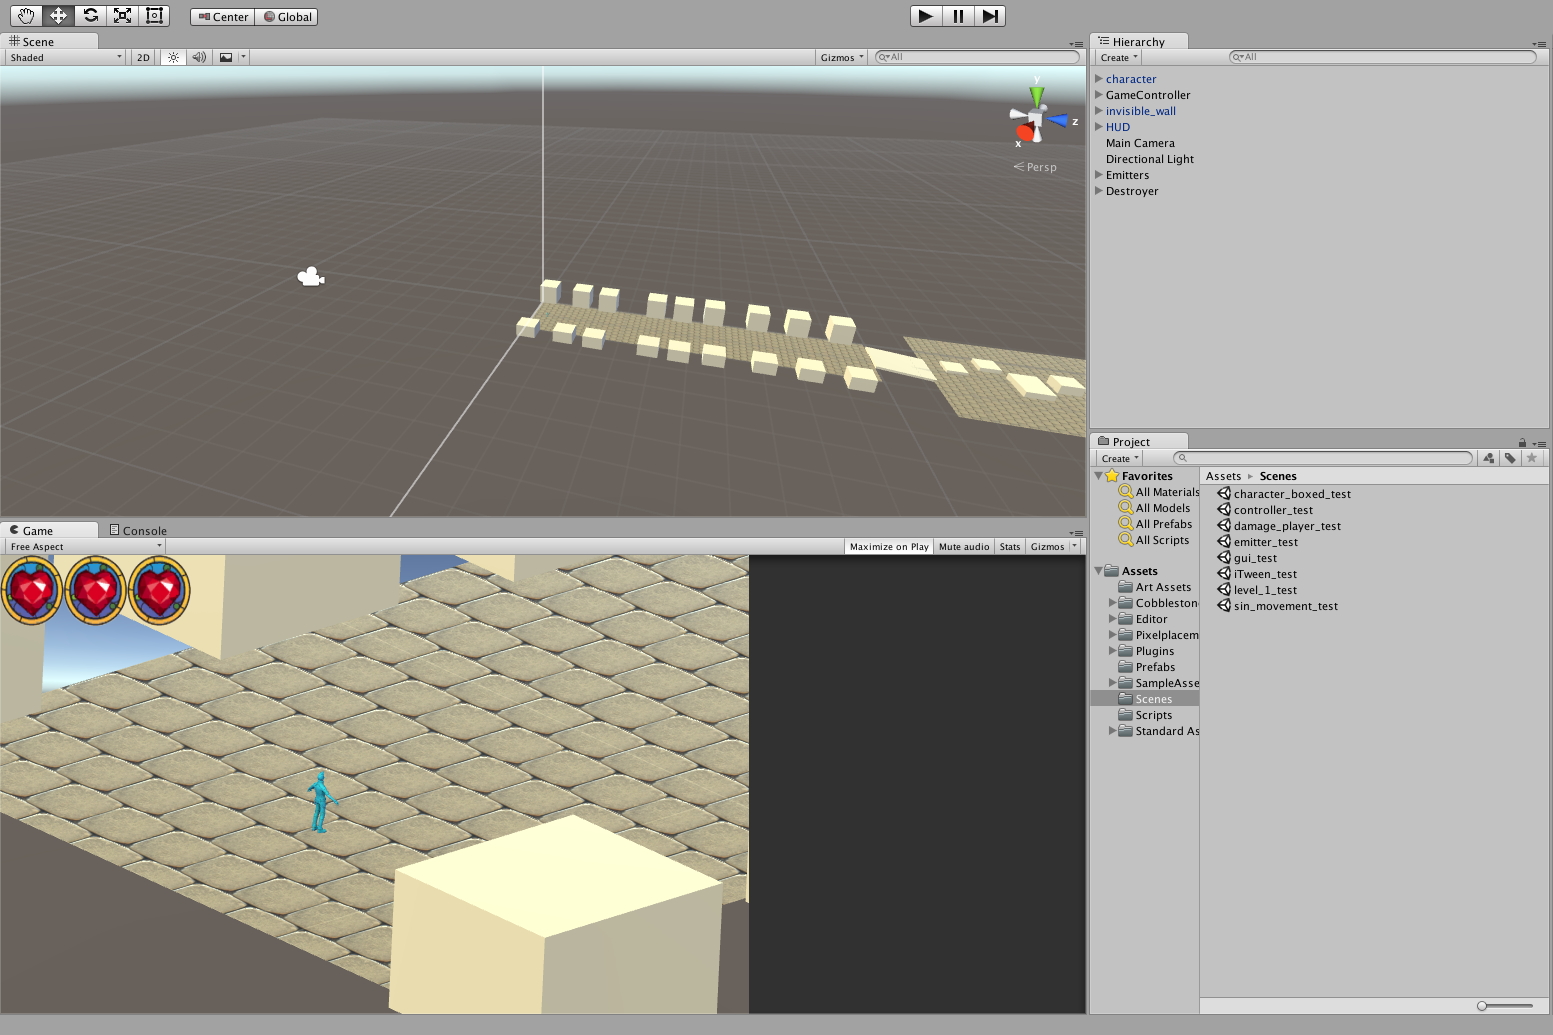 Center Global
Scene
Shaded 2D Gizmos All
y
z
x
Persp
Game Console
Free Aspect Maximize on Play Mute audio Stats Gizmos
Hierarchy
Create All
character
GameController
invisible_wall
HUD
Main Camera
Directional Light
Emitters
Destroyer
Project
Create
Favorites
All Materials
All Models
All Prefabs
All Scripts
Assets
Art Assets
Cobbleston
Editor
Pixelplacem
Plugins
Prefabs
SampleAsse
Scenes
Scripts
Standard As
Assets Scenes
character_boxed_test
controller_test
damage_player_test
emitter_test
gui_test
iTween_test
level_1_test
sin_movement_test